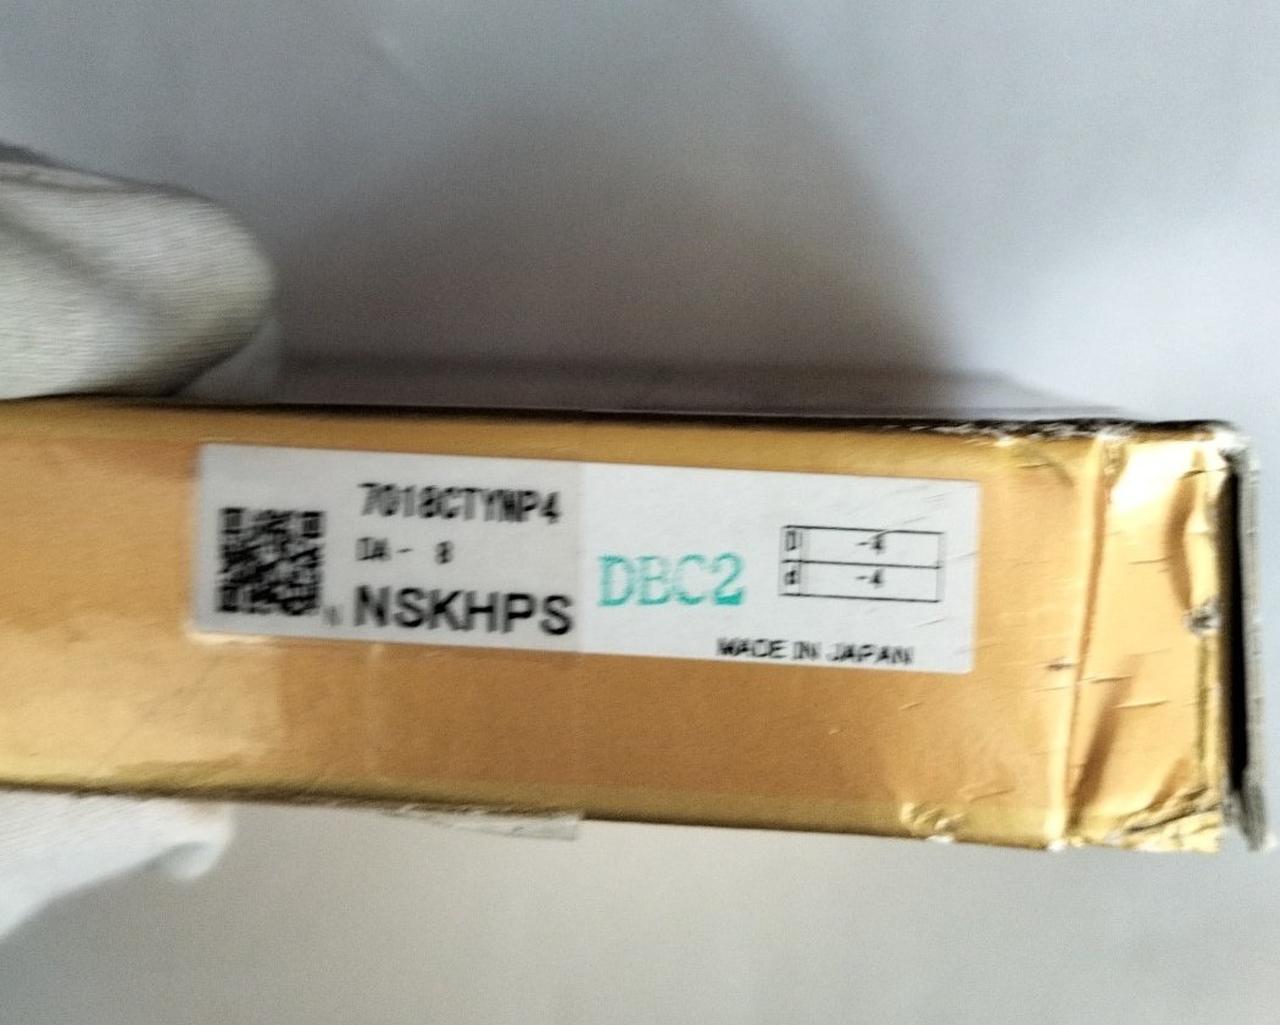 7018CTYNP4
DA - 8
N NSKHPS
DBC2
D -4
d -4
MADE IN JAPAN